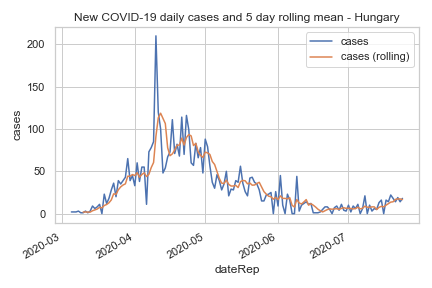 New COVID-19 daily cases and 5 day rolling mean - Hungary
cases
cases (rolling)
200
150
100
50
0
cases
2020-03
2020-04
2020-05
2020-06
2020-07
dateRep